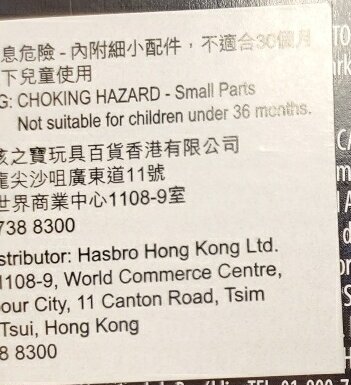 息危險 - 內附細小配件，不適合30個月
下兒童使用
G: CHOKING HAZARD - Small Parts
Not suitable for children under 36 months.
孩之寶玩具百貨香港有限公司
龍尖沙咀廣東道11號
世界商業中心1108-9室
738 8300
stributor: Hasbro Hong Kong Ltd.
1108-9, World Commerce Centre,
our City, 11 Canton Road, Tsim
Tsui, Hong Kong
8 8300